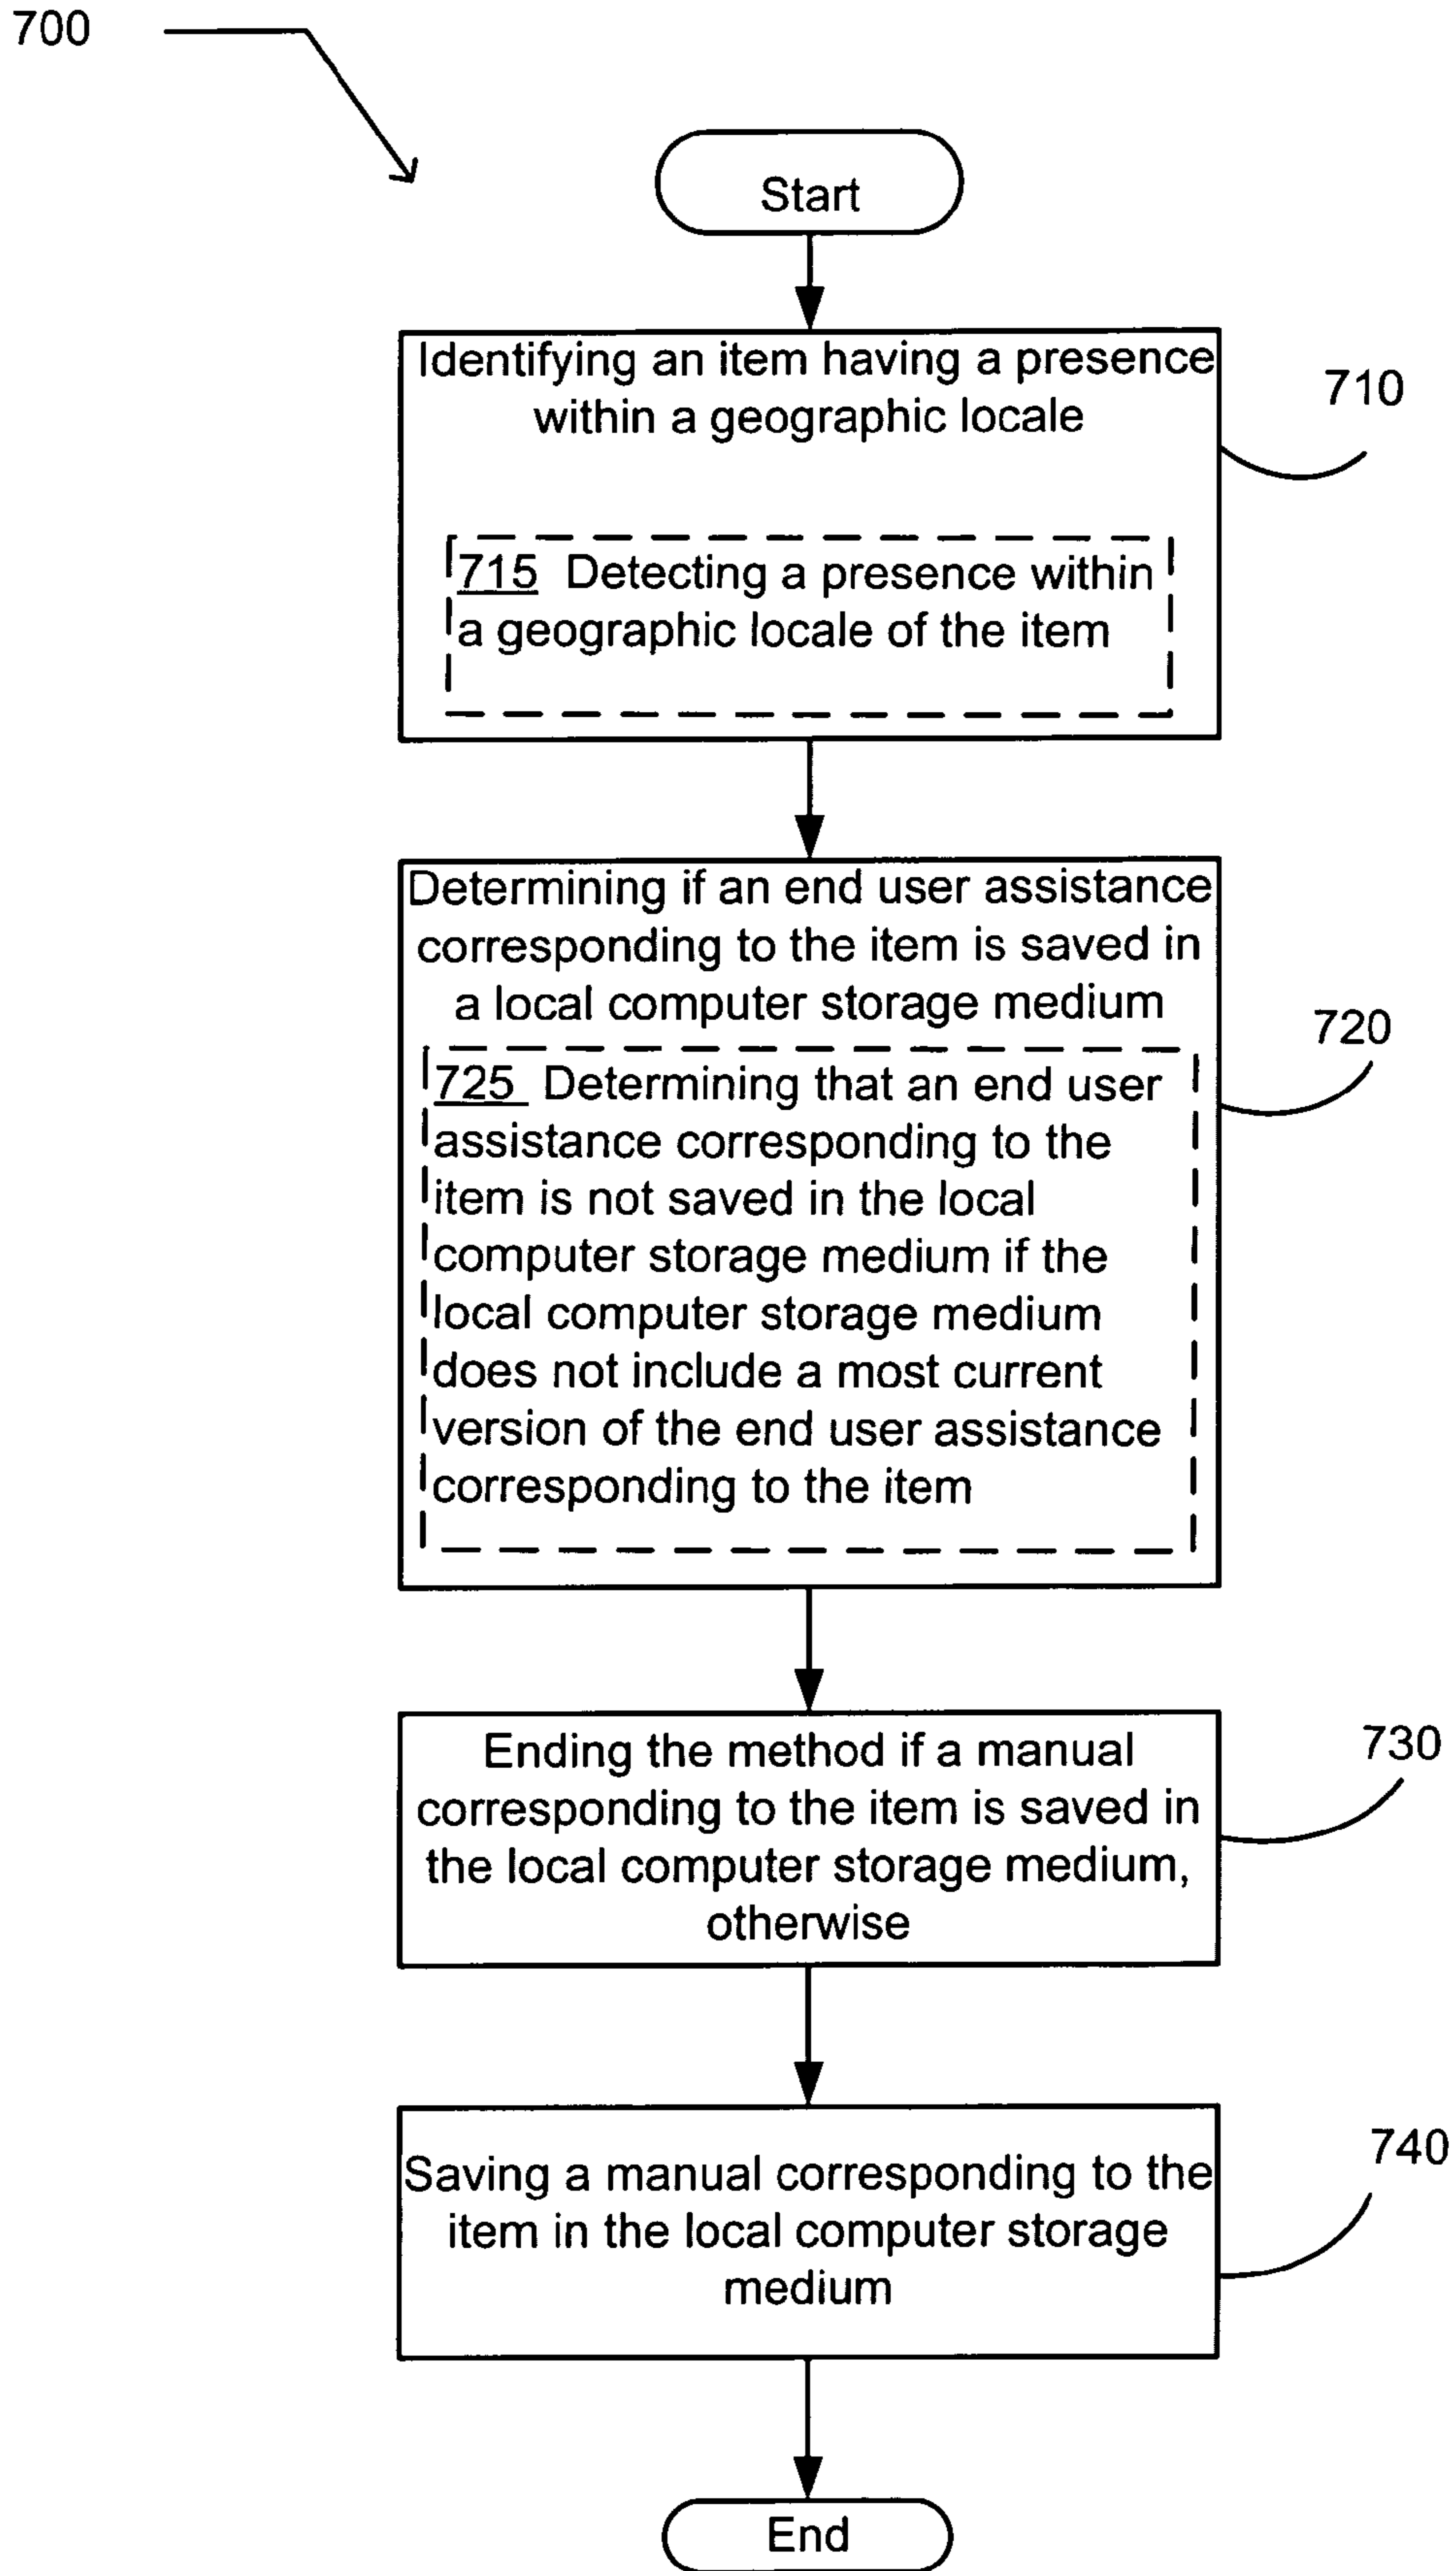 700
Start
Identifying an item having a presence
within a geographic locale
710
715 Detecting a presence within
a geographic locale of the item
Determining if an end user assistance
corresponding to the item is saved in
a local computer storage medium
720
725 Determining that an end user
assistance corresponding to the
item is not saved in the local
computer storage medium if the
local computer storage medium
does not include a most current
version of the end user assistance
corresponding to the item
Ending the method if a manual
corresponding to the item is saved in
the local computer storage medium,
otherwise
730
Saving a manual corresponding to the
item in the local computer storage
medium
740
End